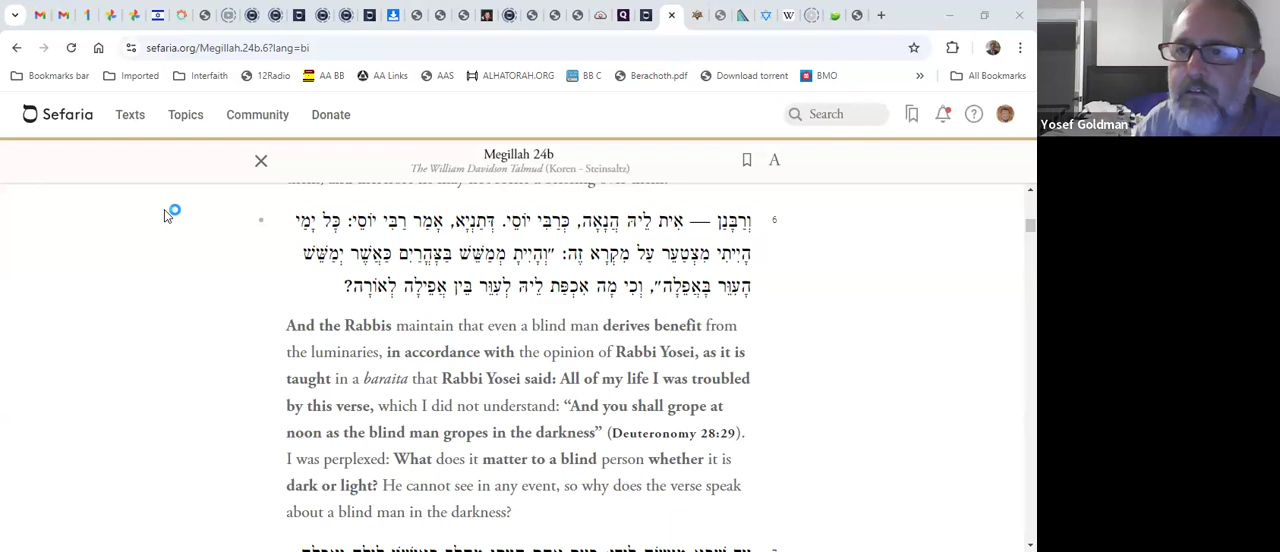 sefaria.org/Megillah.24b.6?lang=bi
Bookmarks bar Imported Interfaith 12Radio AA BB AA Links AAS ALHATORAH.ORG BB C Berachoth.pdf Download torrent BMO » All Bookmarks
Yosef Goldman
Sefaria Texts Topics Community Donate Search
Megillah 24b
The William Davidson Talmud (Koren - Steinsaltz)
A
וְרַבָּנַן — אִית לֵיהּ הֲנָאָה, כְּרַבִּי יוֹסֵי. דְּתַנְיָא, אָמַר רַבִּי יוֹסֵי: כׇּל יָמַי
6
הָיִיתִי מִצְטַעֵר עַל מִקְרָא זֶה: ״וְהָיִיתָ מְמַשֵּׁשׁ בַּצׇּהֳרַיִם כַּאֲשֶׁר יְמַשֵּׁשׁ
הָעִוֵּר בָּאֲפֵלָה״, וְכִי מָה אִכְפַּת לֵיהּ לְעִוֵּר בֵּין אֲפֵילָה לְאוֹרָה?
And the Rabbis maintain that even a blind man derives benefit from
the luminaries, in accordance with the opinion of Rabbi Yosei, as it is
taught in a baraita that Rabbi Yosei said: All of my life I was troubled
by this verse, which I did not understand: “And you shall grope at
noon as the blind man gropes in the darkness” (Deuteronomy 28:29).
I was perplexed: What does it matter to a blind person whether it is
dark or light? He cannot see in any event, so why does the verse speak
about a blind man in the darkness?
7